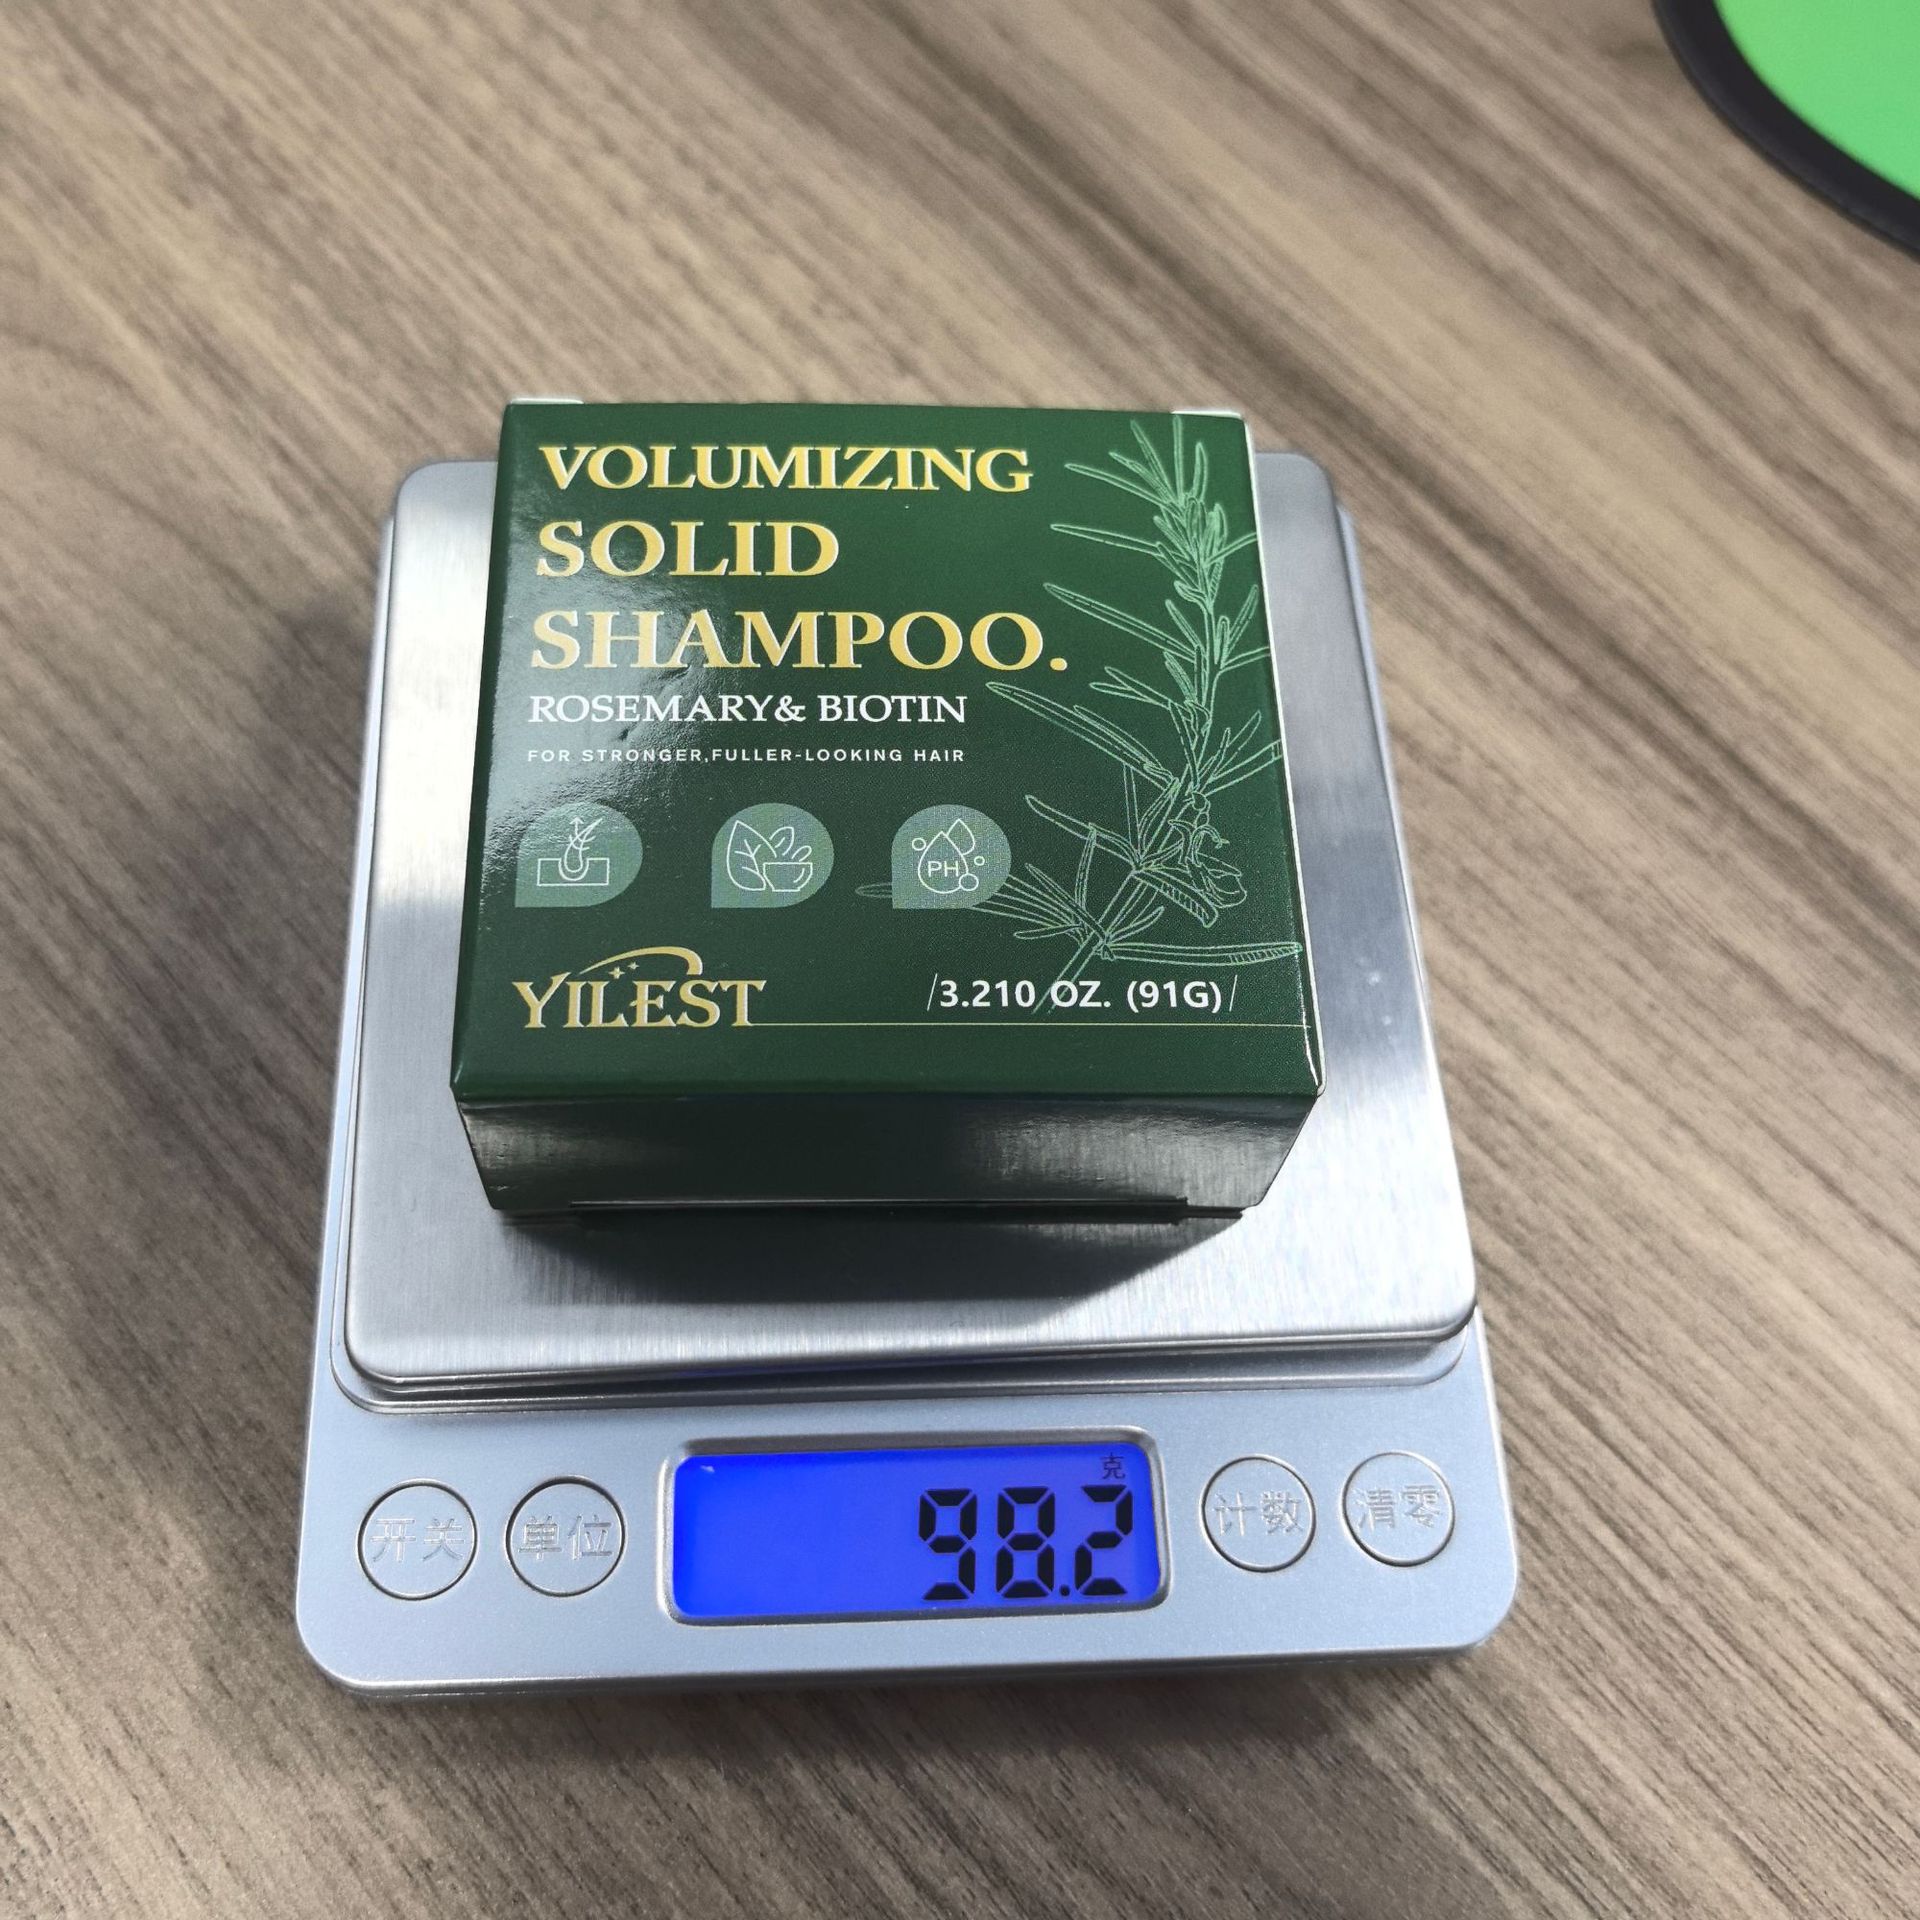 VOLUMIZING
SOLID
SHAMPOO.
ROSEMARY& BIOTIN
FOR STRONGER,FULLER-LOOKING HAIR
PH
YILEST
/3.210 OZ. (91G)/
克
98.2
开关
单位
计数
清零